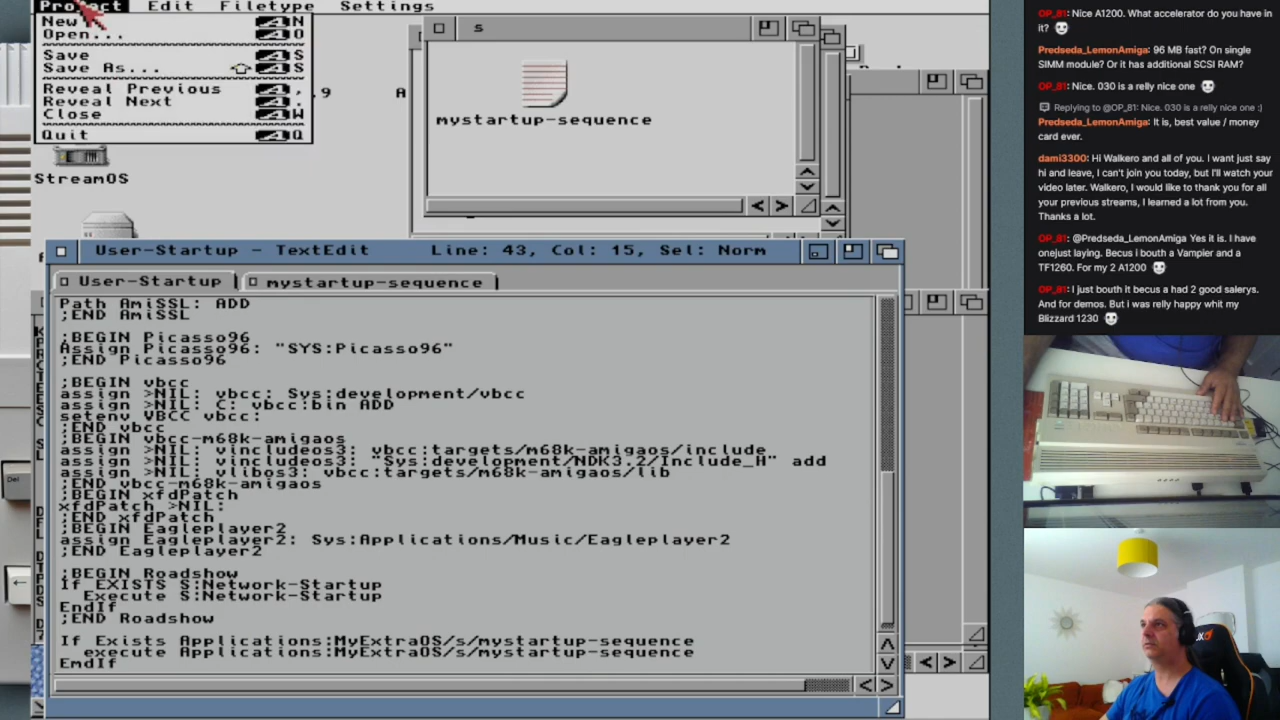 Project Edit Filetype Settings
New N
Open... O
Save S
Save As... S
Reveal Previous ,
Reveal Next .
Close W
Quit Q
.9 A
StreamOS
s
mystartup-sequence
User-Startup - TextEdit Line: 43, Col: 15, Sel: Norm
User-Startup mystartup-sequence
Path AmiSSL: ADD
;END AmiSSL
;BEGIN Picasso96
Assign Picasso96: "SYS:Picasso96"
;END Picasso96
;BEGIN vbcc
assign >NIL: vbcc: Sys:development/vbcc
assign >NIL: C: vbcc:bin ADD
setenv VBCC vbcc:
;END vbcc
;BEGIN vbcc-m68k-amigaos
assign >NIL: vincludeos3: vbcc:targets/m68k-amigaos/include
assign >NIL: vincludeos3: "Sys:development/NDK3.2/Include_H" add
assign >NIL: vlibos3: vbcc:targets/m68k-amigaos/lib
;END vbcc-m68k-amigaos
;BEGIN xfdPatch
xfdPatch >NIL:
;END xfdPatch
;BEGIN Eagleplayer2
assign Eagleplayer2: Sys:Applications/Music/Eagleplayer2
;END Eagleplayer2
;BEGIN Roadshow
If EXISTS S:Network-Startup
Execute S:Network-Startup
EndIf
;END Roadshow
If Exists Applications:MyExtraOS/s/mystartup-sequence
execute Applications:MyExtraOS/s/mystartup-sequence
EmdIf
OP_81: Nice A1200. What accelerator do you have in
it?
Predseda_LemonAmiga: 96 MB fast? On single
SIMM module? Or it has additional SCSI RAM?
OP_81: Nice. 030 is a relly nice one
Replying to @OP_81: Nice. 030 is a relly nice one :)
Predseda_LemonAmiga: It is, best value / money
card ever.
dami3300: Hi Walkero and all of you. I want just say
hi and leave, I can't join you today, but I'll watch your
video later. Walkero, I would like to thank you for all
your previous streams, I learned a lot from you.
Thanks a lot.
OP_81: @Predseda_LemonAmiga Yes it is. I have
onejust laying. Becus i bouth a Vampier and a
TF1260. For my 2 A1200
OP_81: I just bouth it becus a had 2 good salerys.
And for demos. But i was relly happy whit my
Blizzard 1230
Del